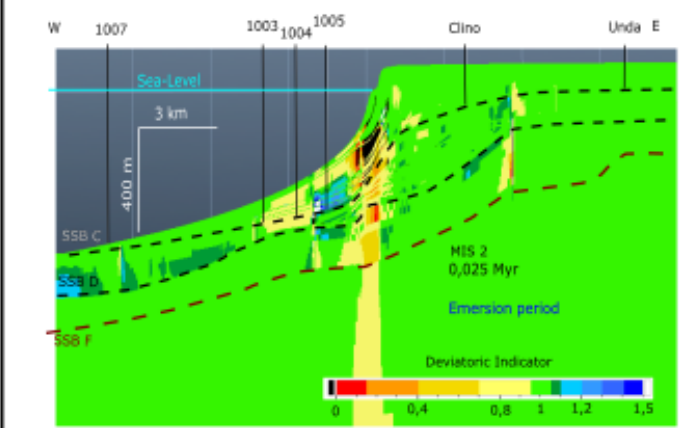 W 1007 1003 1004 1005 Clino Unda E
Sea-Level
3 km
400 m
SSB C
SSB D
SSB F
MIS 2
0,025 Myr
Emersion period
Deviatoric Indicator
0 0,4 0,8 1 1,2 1,5